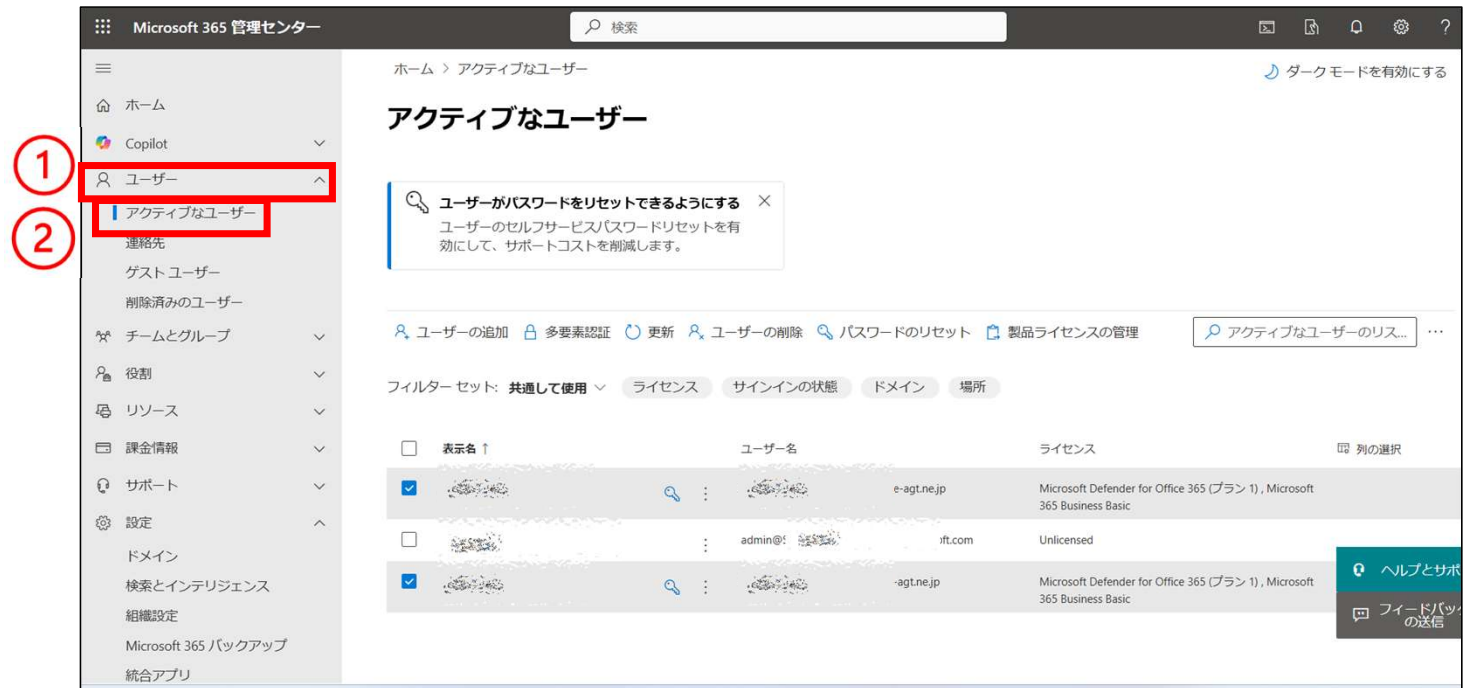 Microsoft 365 管理センター
検索
?
ホーム > アクティブなユーザー
ダーク モードを有効にする
ホーム
アクティブなユーザー
Copilot
①
ユーザー
アクティブなユーザー
②
連絡先
ゲスト ユーザー
削除済みのユーザー
チームとグループ
役割
リソース
課金情報
サポート
設定
ドメイン
検索とインテリジェンス
組織設定
Microsoft 365 バックアップ
統合アプリ
ユーザーがパスワードをリセットできるようにする
ユーザーのセルフサービスパスワードリセットを有
効にして、サポートコストを削減します。
ユーザーの追加 多要素認証 更新 ユーザーの削除 パスワードのリセット 製品ライセンスの管理 アクティブなユーザーのリス... ...
フィルター セット: 共通して使用 ライセンス サインインの状態 ドメイン 場所
表示名 ↑ ユーザー名 ライセンス 列の選択
e-agt.ne.jp Microsoft Defender for Office 365 (プラン 1) , Microsoft
365 Business Basic
admin@ ft.com Unlicensed
-agt.ne.jp Microsoft Defender for Office 365 (プラン 1) , Microsoft
365 Business Basic
ヘルプとサポ
フィードバック
の送信